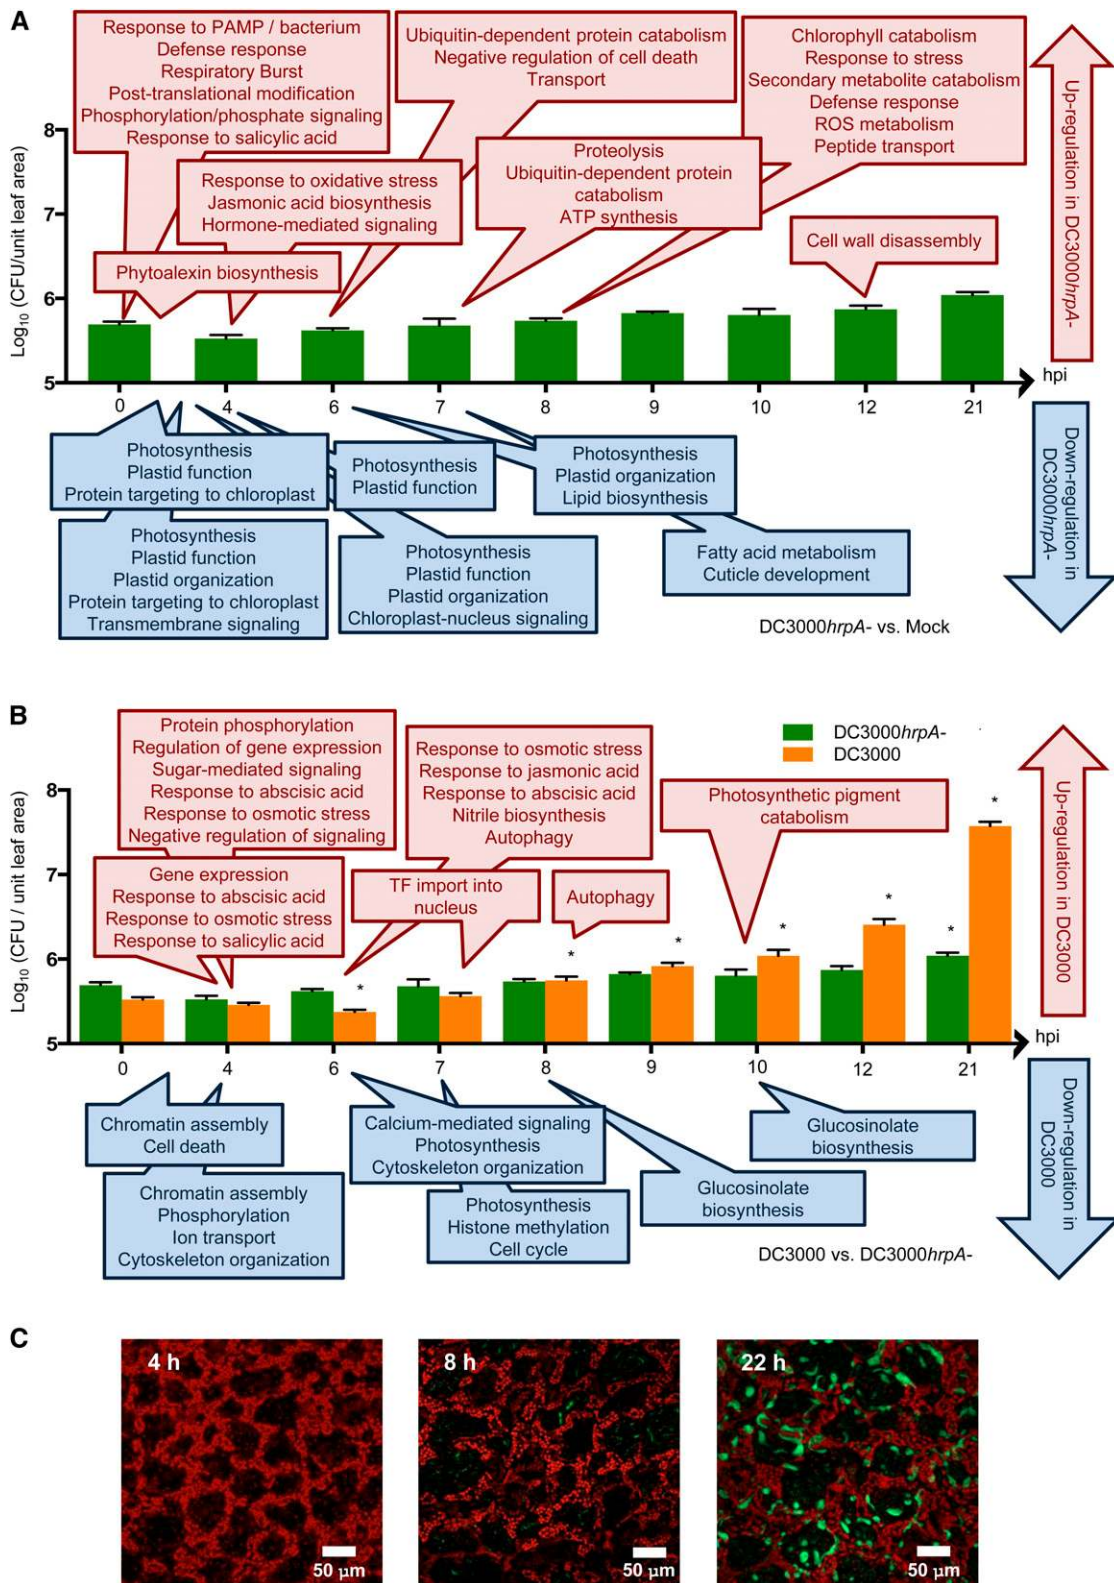 A
Response to PAMP / bacterium
Defense response
Respiratory Burst
Post-translational modification
Phosphorylation/phosphate signaling
Response to salicylic acid
Ubiquitin-dependent protein catabolism
Negative regulation of cell death
Transport
Chlorophyll catabolism
Response to stress
Secondary metabolite catabolism
Defense response
ROS metabolism
Peptide transport
Response to oxidative stress
Jasmonic acid biosynthesis
Hormone-mediated signaling
Proteolysis
Ubiquitin-dependent protein
catabolism
ATP synthesis
Phytoalexin biosynthesis
Cell wall disassembly
Up-regulation in DC3000hrpA-
Log10 (CFU/unit leaf area)
8
7
6
5
0
4
6
7
8
9
10
12
21
hpi
Photosynthesis
Plastid function
Protein targeting to chloroplast
Photosynthesis
Plastid function
Photosynthesis
Plastid organization
Lipid biosynthesis
Photosynthesis
Plastid function
Plastid organization
Protein targeting to chloroplast
Transmembrane signaling
Photosynthesis
Plastid function
Plastid organization
Chloroplast-nucleus signaling
Fatty acid metabolism
Cuticle development
Down-regulation in
DC3000hrpA-
DC3000hrpA- vs. Mock
B
Protein phosphorylation
Regulation of gene expression
Sugar-mediated signaling
Response to abscisic acid
Response to osmotic stress
Negative regulation of signaling
Response to osmotic stress
Response to jasmonic acid
Response to abscisic acid
Nitrile biosynthesis
Autophagy
DC3000hrpA-
DC3000
Photosynthetic pigment
catabolism
Gene expression
Response to abscisic acid
Response to osmotic stress
Response to salicylic acid
TF import into
nucleus
Autophagy
Up-regulation in DC3000
Log10 (CFU / unit leaf area)
8
7
6
5
*
*
*
*
*
*
*
0
4
6
7
8
9
10
12
21
hpi
Chromatin assembly
Cell death
Chromatin assembly
Phosphorylation
Ion transport
Cytoskeleton organization
Calcium-mediated signaling
Photosynthesis
Cytoskeleton organization
Photosynthesis
Histone methylation
Cell cycle
Glucosinolate
biosynthesis
Glucosinolate
biosynthesis
Down-regulation in
DC3000
DC3000 vs. DC3000hrpA-
C
4 h
50 µm
8 h
50 µm
22 h
50 µm